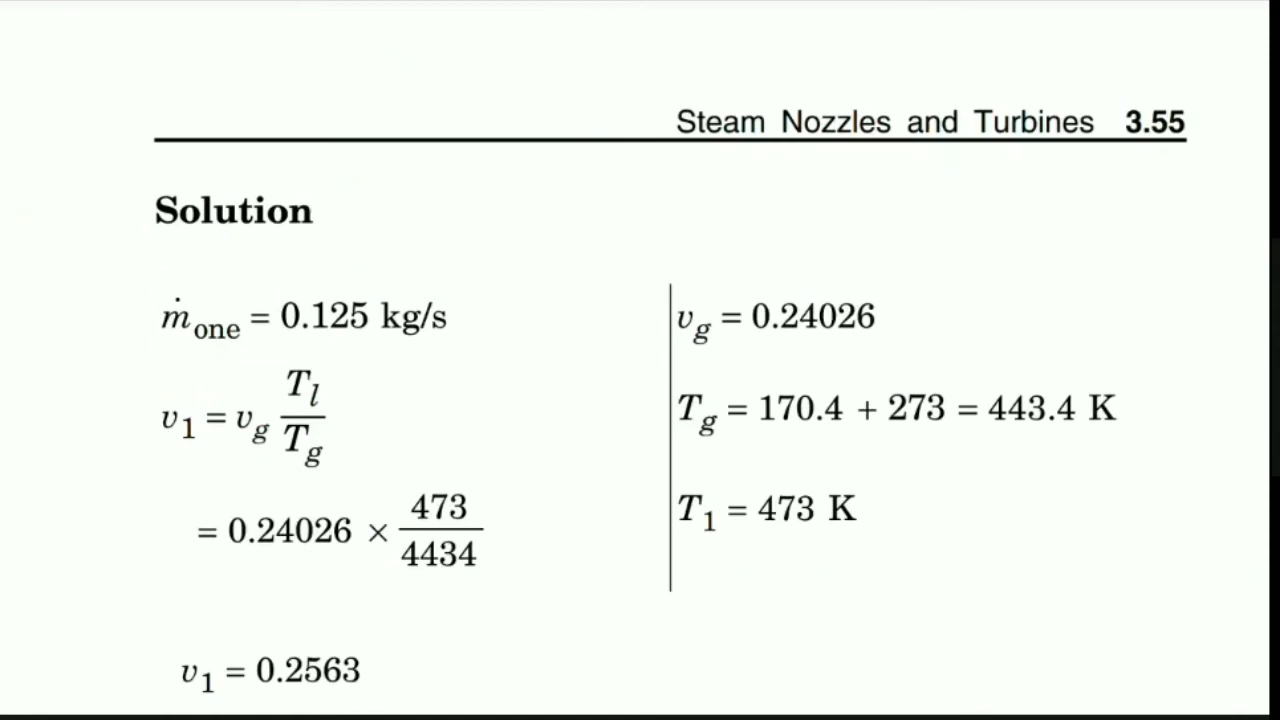 Steam Nozzles and Turbines 3.55
Solution
ṁ one = 0.125 kg/s
v1 = vg Tl / Tg
= 0.24026 × 473 / 4434
v1 = 0.2563
vg = 0.24026
Tg = 170.4 + 273 = 443.4 K
T1 = 473 K